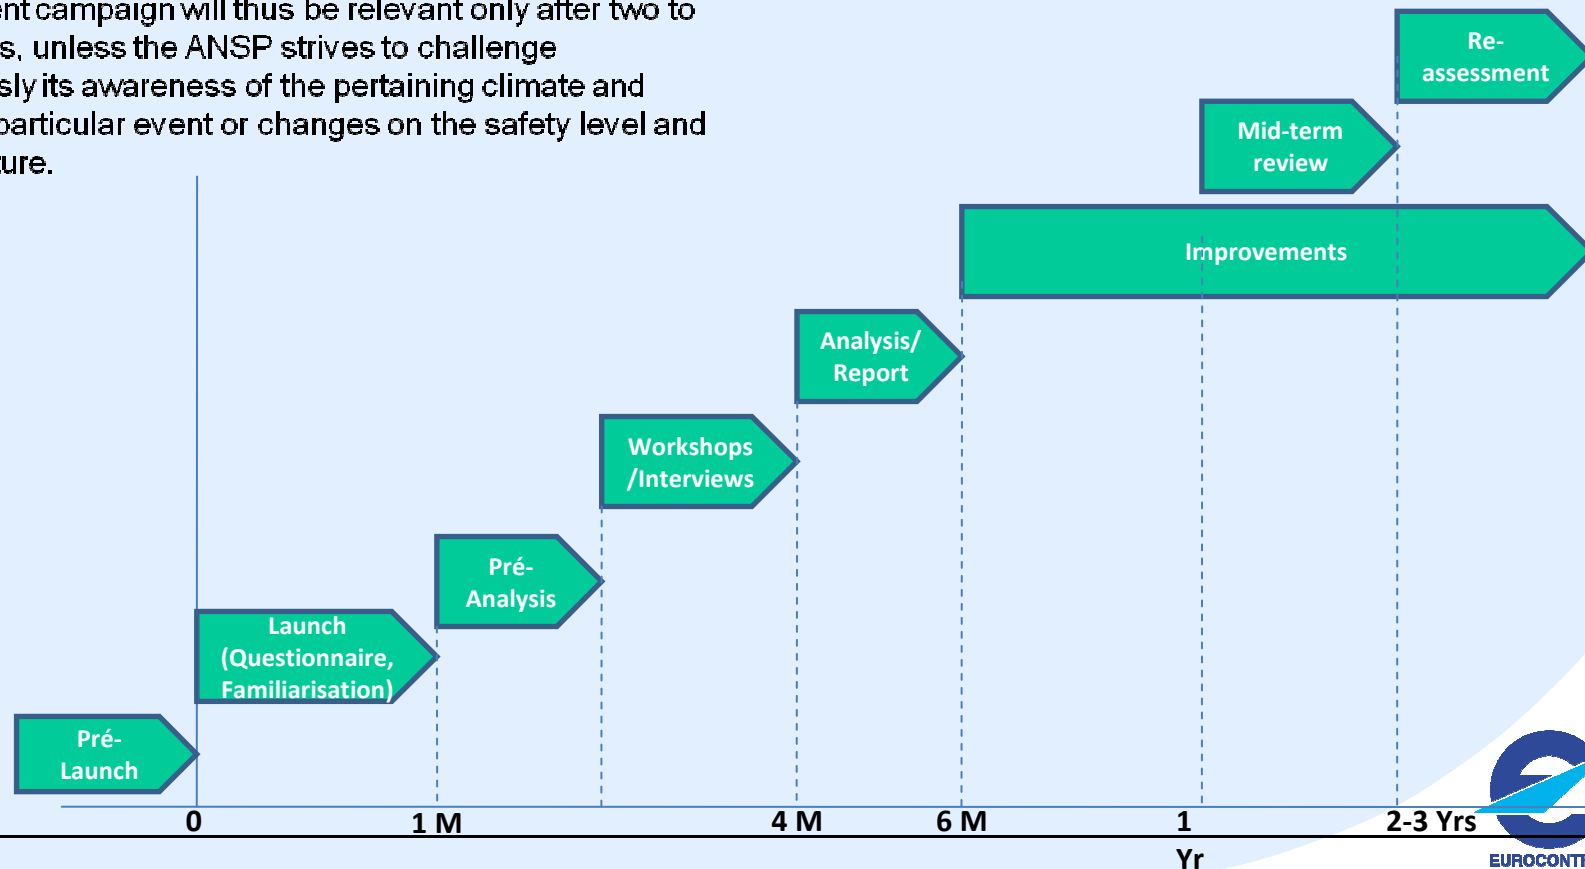 ent campaign will thus be relevant only after two to
s, unless the ANSP strives to challenge
sly its awareness of the pertaining climate and
particular event or changes on the safety level and
ture.
Re-
assessment
Mid-term
review
Improvements
Analysis/
Report
Workshops
/Interviews
Pré-
Analysis
Launch
(Questionnaire,
Familiarisation)
Pré-
Launch
0 1 M 4 M 6 M 1 2-3 Yrs
Yr
EUROCONTR